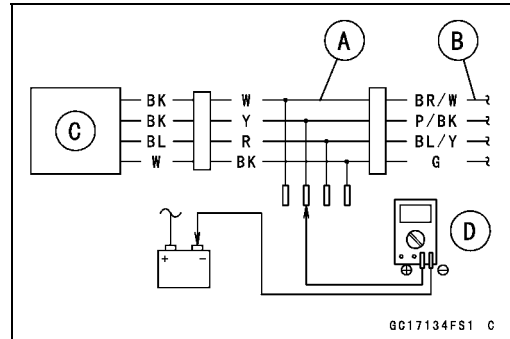 A B
BK W BR/W
C BK Y P/BK
BL R BL/Y
W BK G
D
+ -
⊕ ⊖
GC17134FS1 C